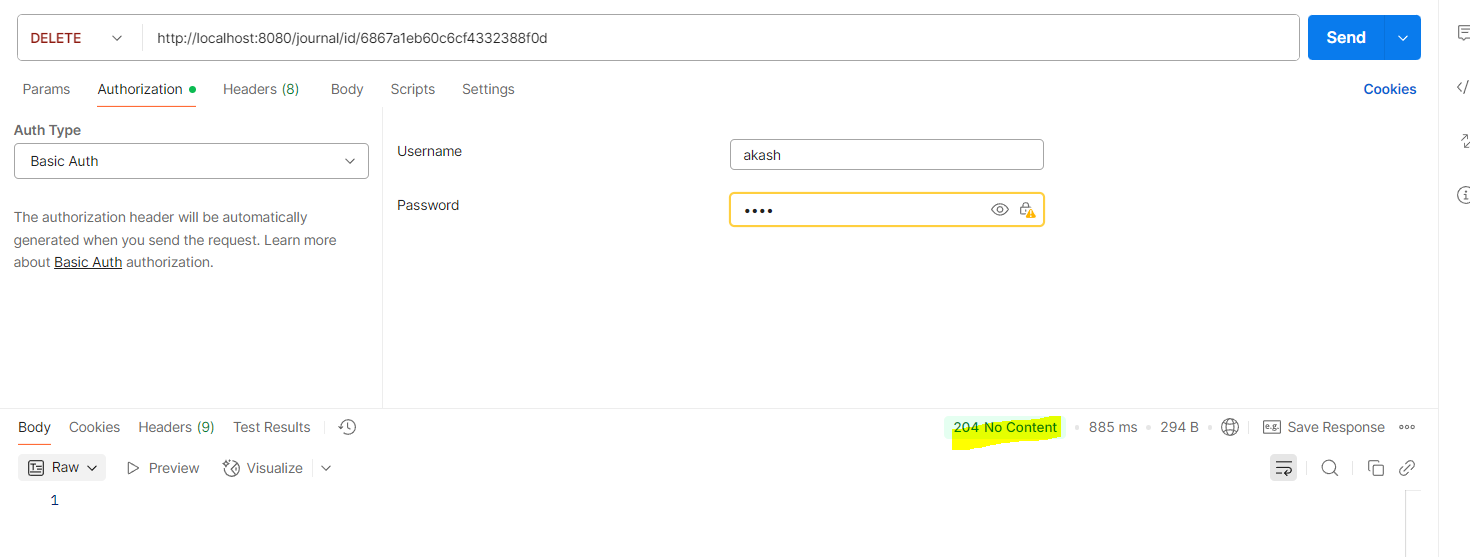 DELETE http://localhost:8080/journal/id/6867a1eb60c6cf4332388f0d Send
Params Authorization Headers (8) Body Scripts Settings Cookies
Auth Type
Basic Auth
The authorization header will be automatically
generated when you send the request. Learn more
about Basic Auth authorization.
Username akash
Password ••••
Body Cookies Headers (9) Test Results 204 No Content • 885 ms • 294 B • e.g. Save Response
Raw Preview Visualize
1